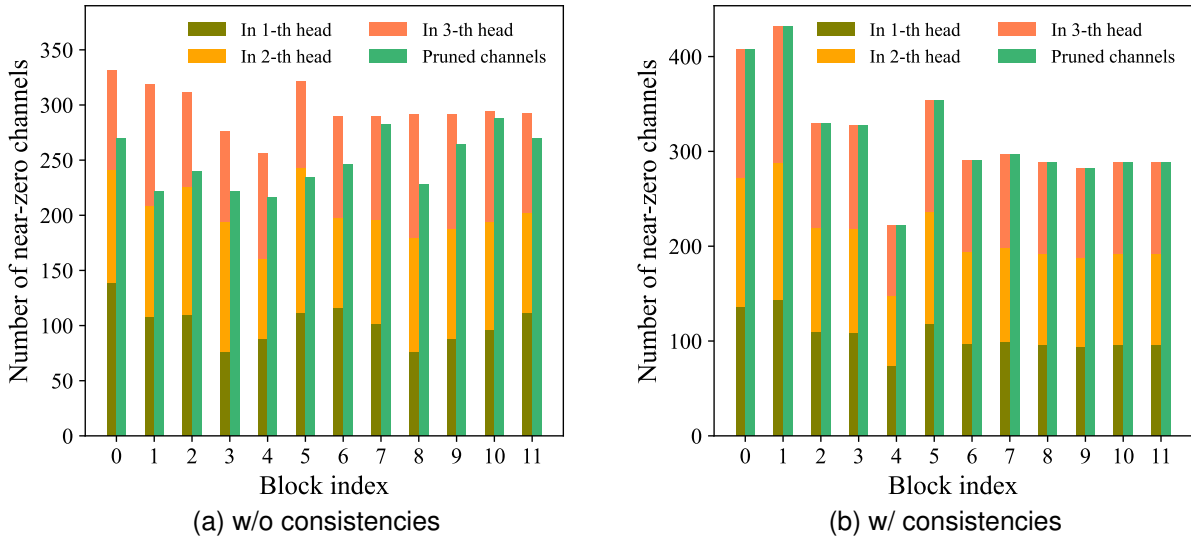 In 1-th head
In 2-th head
In 3-th head
Pruned channels
Number of near-zero channels
350
300
250
200
150
100
50
0
0 1 2 3 4 5 6 7 8 9 10 11
Block index
(a) w/o consistencies
In 1-th head
In 2-th head
In 3-th head
Pruned channels
Number of near-zero channels
400
300
200
100
0
0 1 2 3 4 5 6 7 8 9 10 11
Block index
(b) w/ consistencies